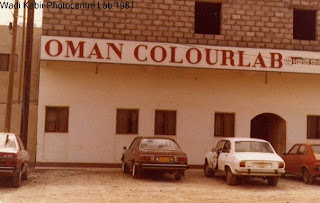 Wadi Kabir Photocentre Lab 1981
OMAN COLOURLAB